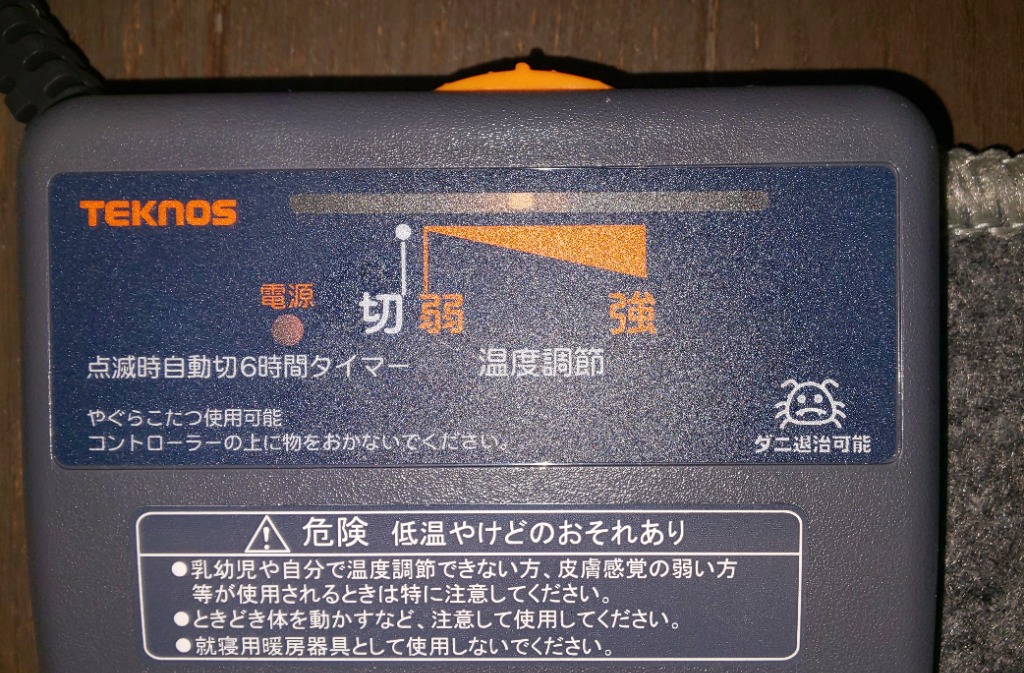 TEKNOS
電源
切 弱 強
点滅時自動切6時間タイマー
温度調節
やぐらこたつ使用可能
コントローラーの上に物をおかないでください。
ダニ退治可能
危険 低温やけどのおそれあり
●乳幼児や自分で温度調節できない方、皮膚感覚の弱い方
等が使用されるときは特に注意してください。
●ときどき体を動かすなど、注意して使用してください。
●就寝用暖房器具として使用しないでください。